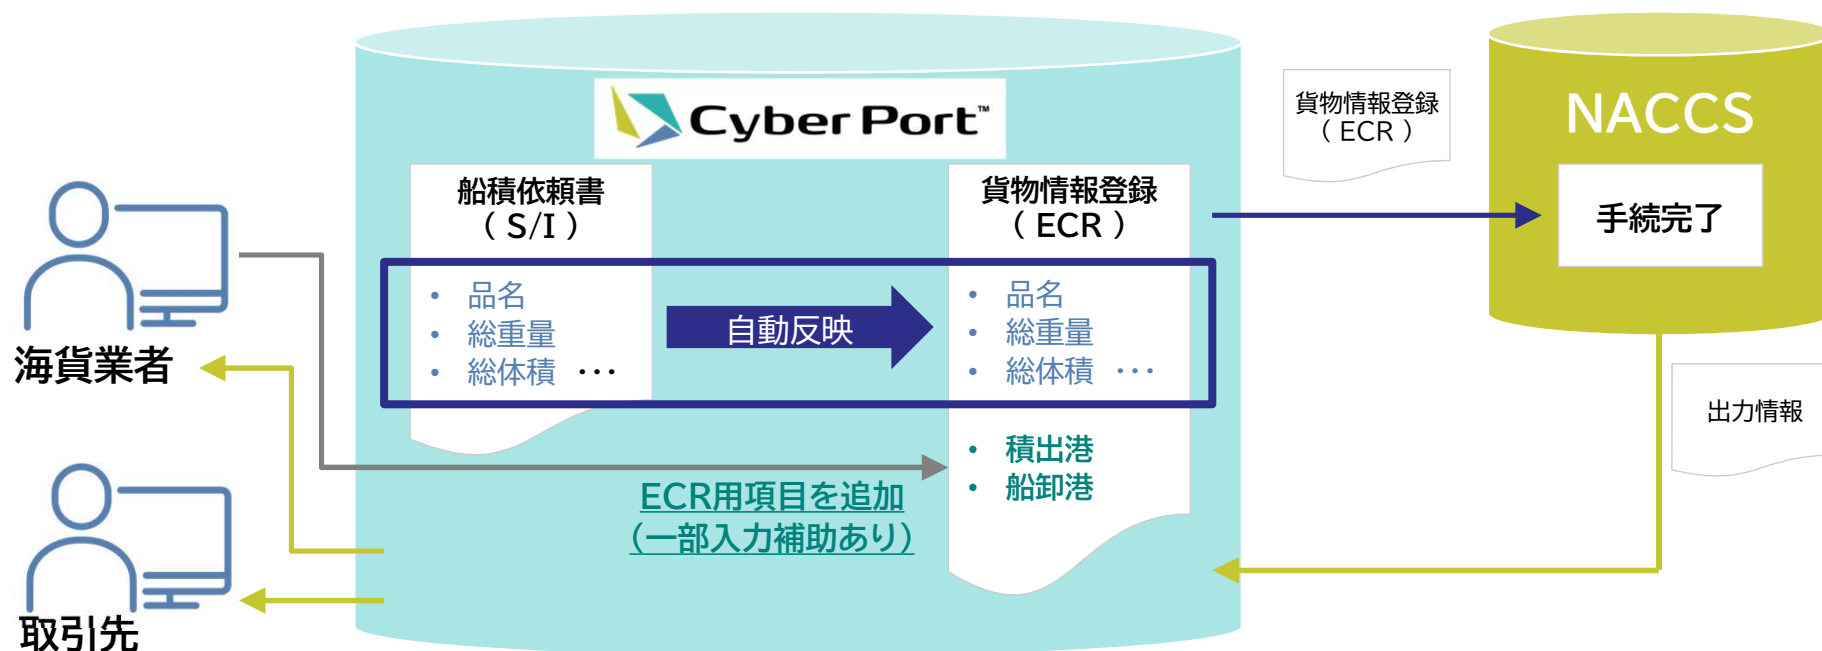 Cyber Port™
船積依頼書
（ S/I ）
・ 品名
・ 総重量
・ 総体積 ･･･
自動反映
貨物情報登録
（ ECR ）
・ 品名
・ 総重量
・ 総体積 ･･･
・ 積出港
・ 船卸港
ECR用項目を追加
（一部入力補助あり）
海貨業者
取引先
貨物情報登録
（ ECR ）
NACCS
手続完了
出力情報